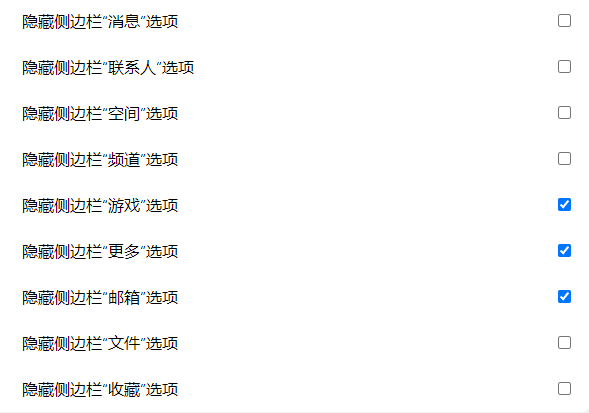 隐藏侧边栏“消息”选项
隐藏侧边栏“联系人”选项
隐藏侧边栏“空间”选项
隐藏侧边栏“频道”选项
隐藏侧边栏“游戏”选项
隐藏侧边栏“更多”选项
隐藏侧边栏“邮箱”选项
隐藏侧边栏“文件”选项
隐藏侧边栏“收藏”选项